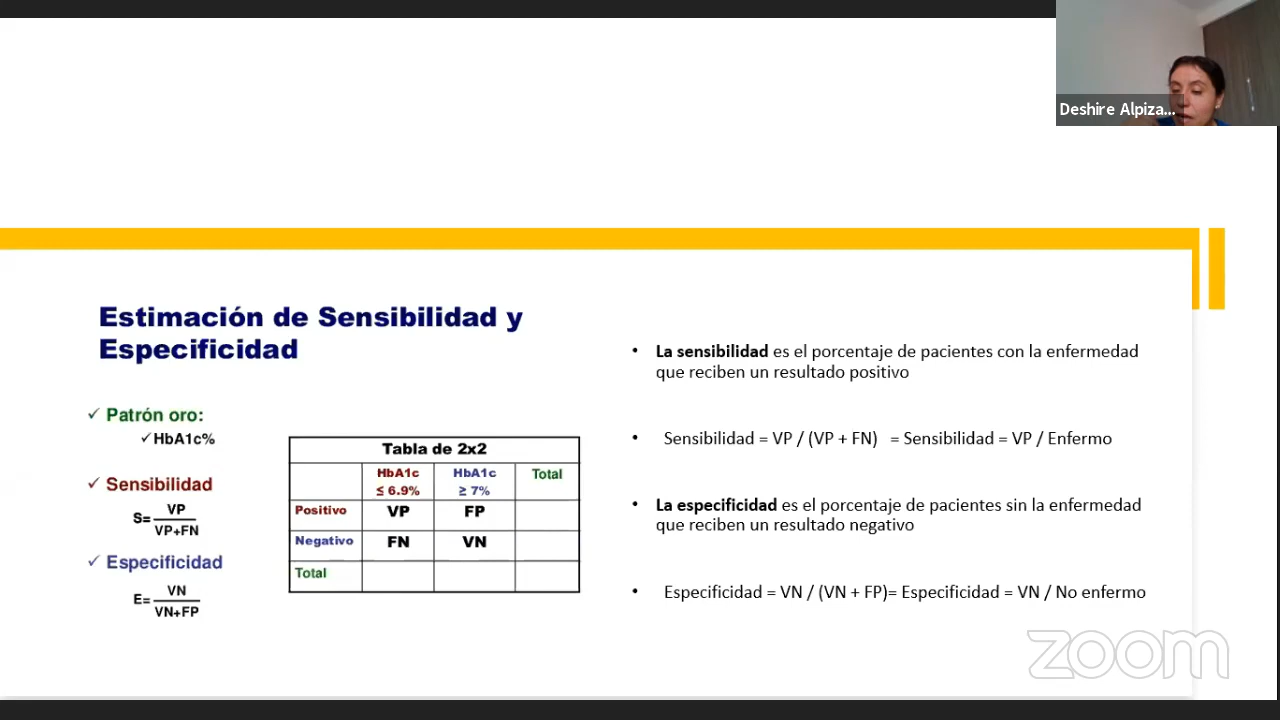 Deshire Alpiza...
Estimación de Sensibilidad y
Especificidad
✓ Patrón oro:
✓HbA1c%
✓ Sensibilidad
S= VP
VP+FN
✓ Especificidad
E= VN
VN+FP
Tabla de 2x2
HbA1c HbA1c Total
≤ 6.9% ≥ 7%
Positivo VP FP
Negativo FN VN
Total
• La sensibilidad es el porcentaje de pacientes con la enfermedad
que reciben un resultado positivo
• Sensibilidad = VP / (VP + FN) = Sensibilidad = VP / Enfermo
• La especificidad es el porcentaje de pacientes sin la enfermedad
que reciben un resultado negativo
• Especificidad = VN / (VN + FP)= Especificidad = VN / No enfermo
zoom